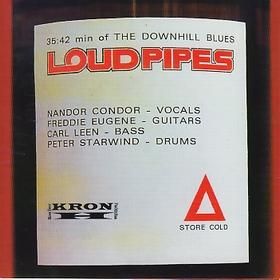 35:42 min of THE DOWNHILL BLUES
LOUDPIPES
NANDOR CONDOR - VOCALS
FREDDIE EUGENE - GUITARS
CARL LEEN - BASS
PETER STARWIND - DRUMS
KRON
H
STORE COLD